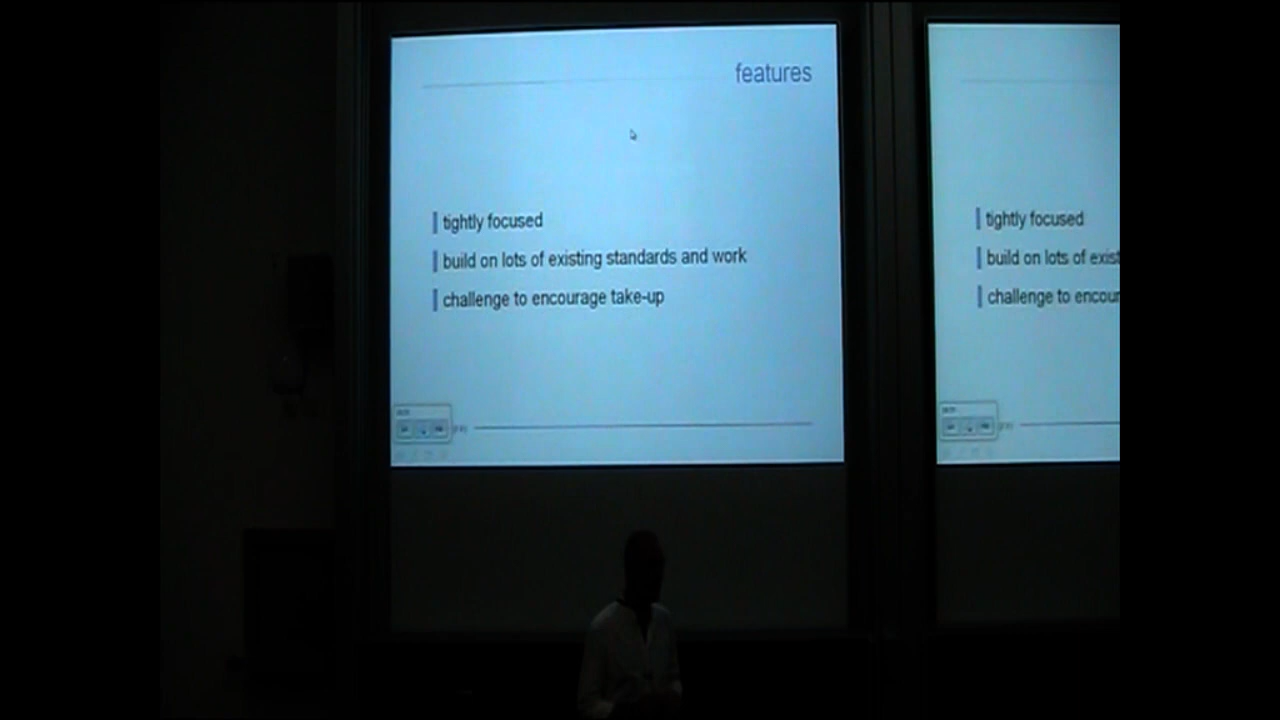 features
tightly focused
build on lots of existing standards and work
challenge to encourage take-up
tightly focused
build on lots of exist
challenge to encour